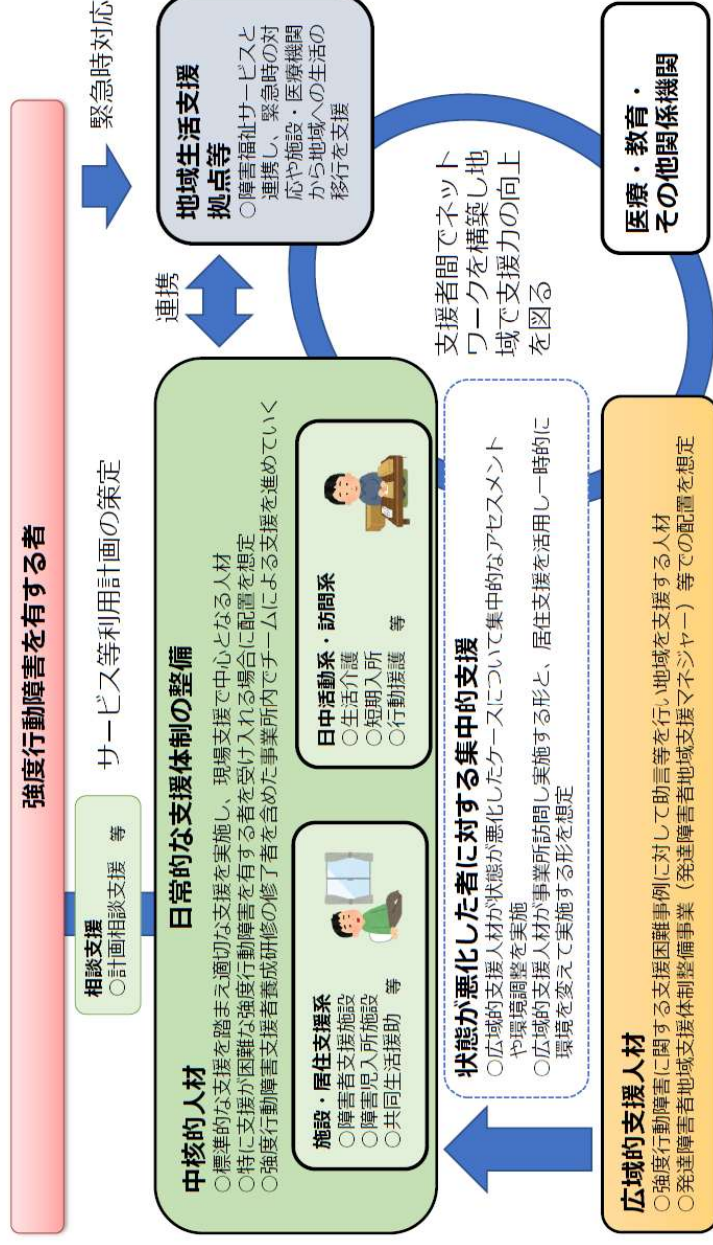 強度行動障害を有する者
相談支援
○計画相談支援 等
サービス等利用計画の策定
緊急時対応
中核的人材
日常的な支援体制の整備
○標準的な支援を踏まえ適切な支援を実施し、現場支援で中心となる人材
○特に支援が困難な強度行動障害を有する者を受け入れる場合に配置を想定
○強度行動障害支援者養成研修の修了者を含めた事業所内でチームによる支援を進めていく
施設・居住支援系
○障害者支援施設
○障害児入所施設
○共同生活援助 等
日中活動系・訪問系
○生活介護
○短期入所
○行動援護 等
連携
地域生活支援
拠点等
○障害福祉サービスと
連携し、緊急時の対
応や施設・医療機関
から地域への生活の
移行を支援
状態が悪化した者に対する集中的支援
○広域的支援人材が状態が悪化したケースについて集中的なアセスメント
や環境調整を実施
○広域的支援人材が事業所訪問し実施する形と、居住支援を活用し一時的に
環境を変えて実施する形を想定
支援者間でネット
ワークを構築し地
域で支援力の向上
を図る
広域的支援人材
○強度行動障害に関する支援困難事例に対して助言等を行い地域を支援する人材
○発達障害者地域支援体制整備事業（発達障害者地域支援マネジャー）等での配置を想定
医療・教育・
その他関係機関